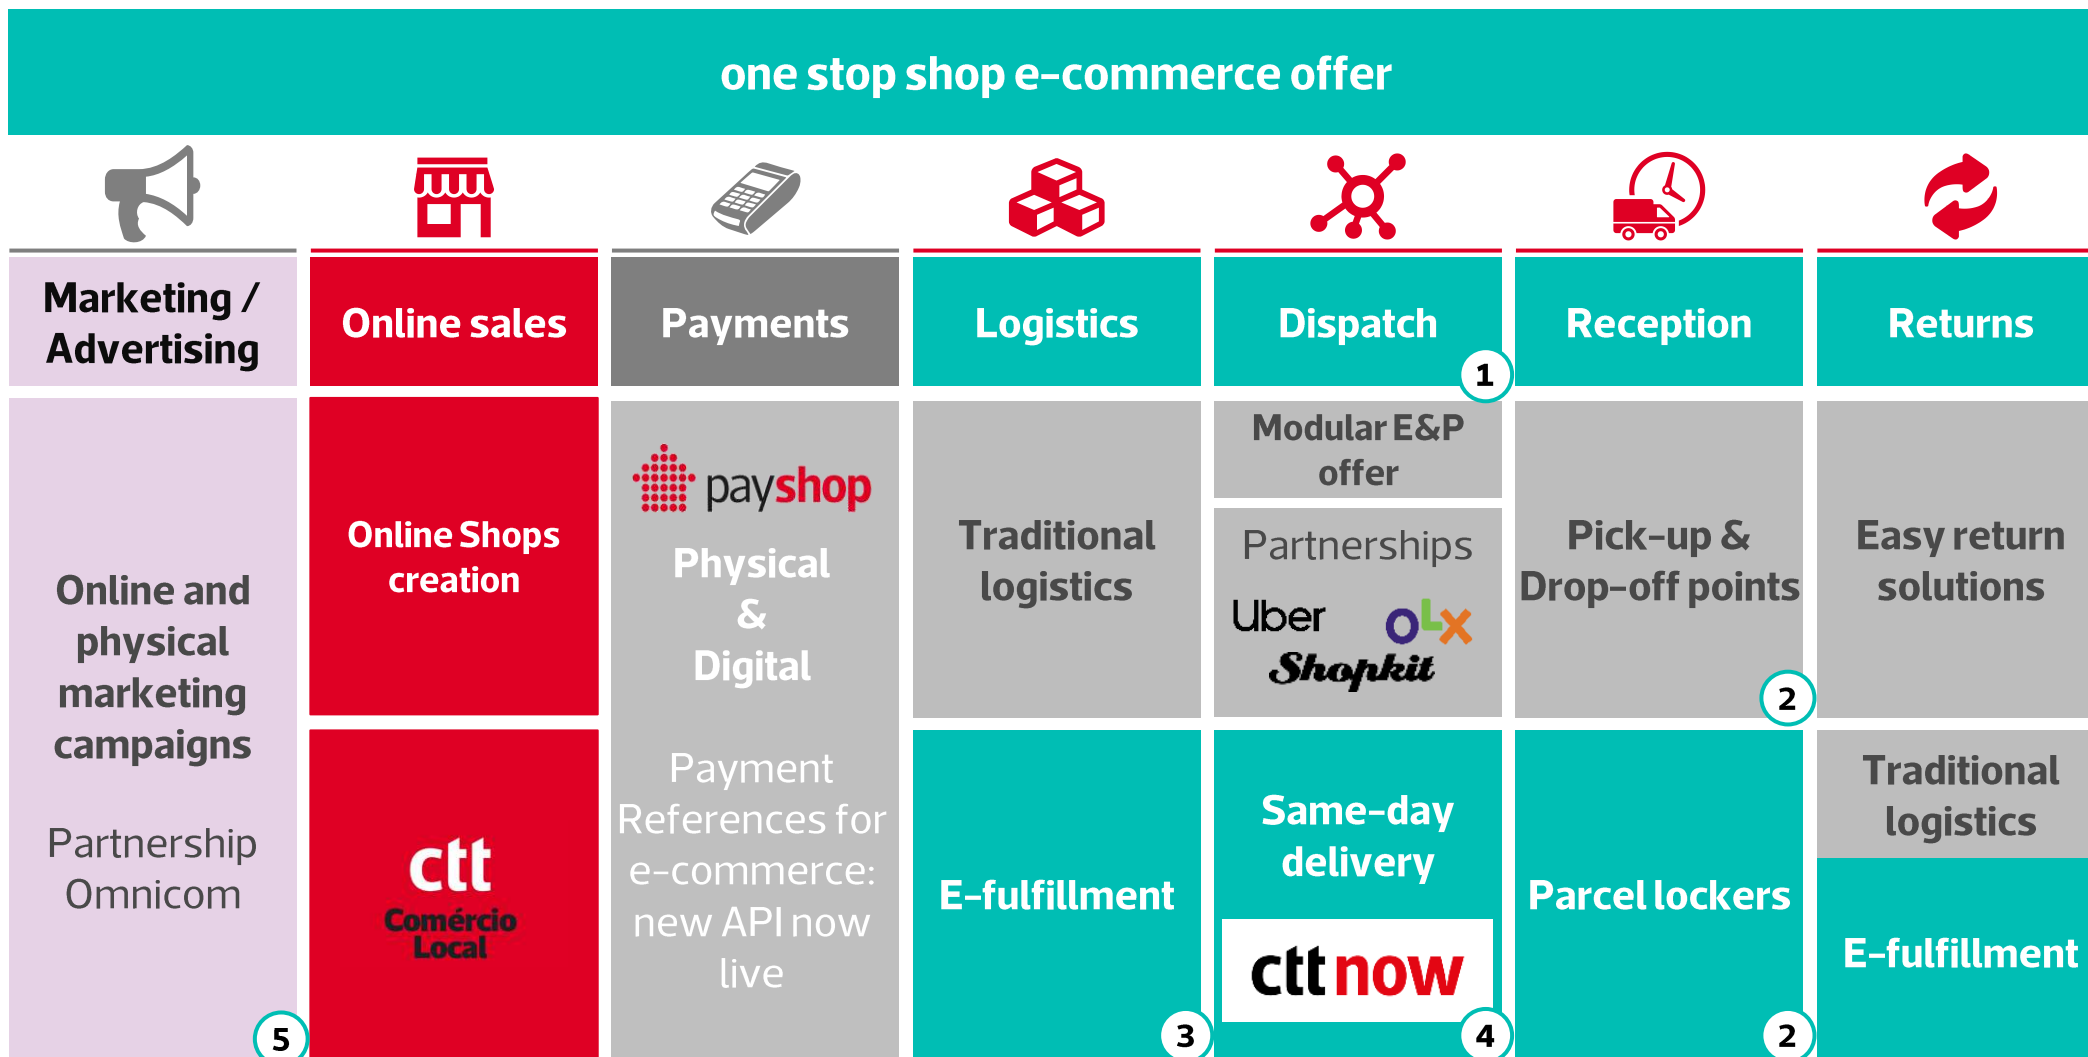 one stop shop e-commerce offer
Marketing /
Advertising
Online sales
Payments
Logistics
Dispatch
1
Reception
Returns
Online and
physical
marketing
campaigns
Partnership
Omnicom
5
Online Shops
creation
ctt
Comércio
Local
payshop
Physical
&
Digital
Payment
References for
e-commerce:
new API now
live
Traditional
logistics
E-fulfillment
3
Modular E&P
offer
Partnerships
Uber
OLX
Shopkit
Same-day
delivery
ctt now
4
Pick-up &
Drop-off points
2
Parcel lockers
2
Easy return
solutions
Traditional
logistics
E-fulfillment